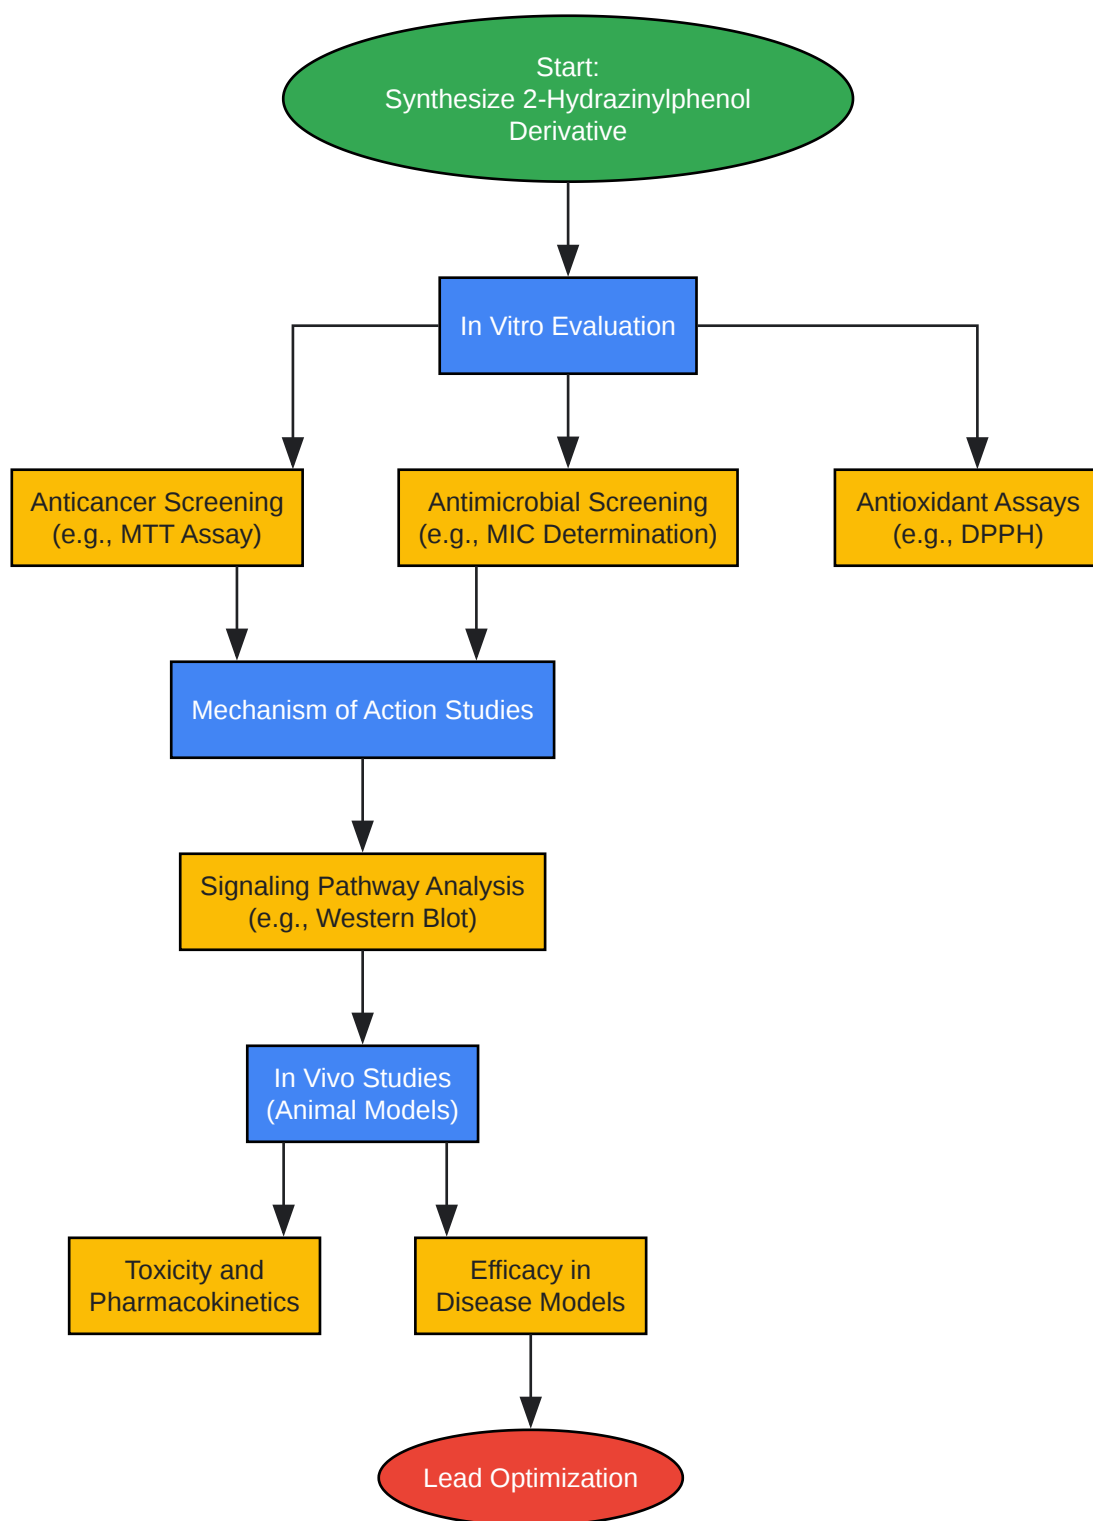 Start:
Synthesize 2-Hydrazinylphenol
Derivative
In Vitro Evaluation
Anticancer Screening
(e.g., MTT Assay)
Antimicrobial Screening
(e.g., MIC Determination)
Antioxidant Assays
(e.g., DPPH)
Mechanism of Action Studies
Signaling Pathway Analysis
(e.g., Western Blot)
In Vivo Studies
(Animal Models)
Toxicity and
Pharmacokinetics
Efficacy in
Disease Models
Lead Optimization